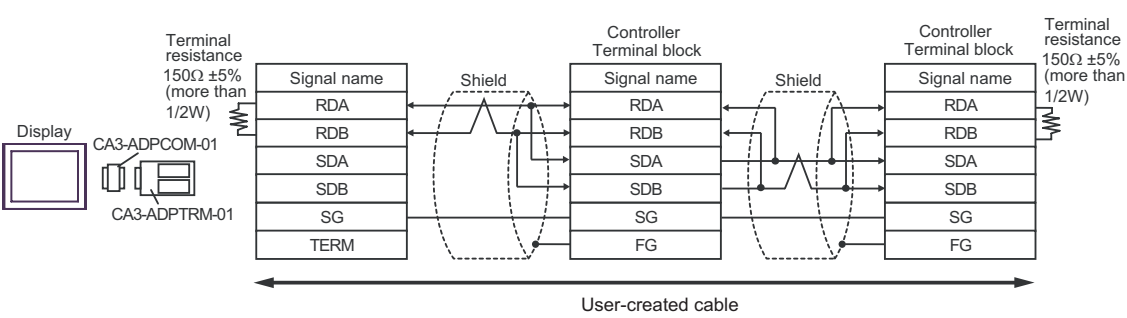 Terminal
resistance
150Ω ±5%
(more than
1/2W)
Display
CA3-ADPCOM-01
CA3-ADPTRM-01
Signal name
RDA
RDB
SDA
SDB
SG
TERM
Shield
Controller
Terminal block
Signal name
RDA
RDB
SDA
SDB
SG
FG
Shield
Controller
Terminal block
Signal name
RDA
RDB
SDA
SDB
SG
FG
Terminal
resistance
150Ω ±5%
(more than
1/2W)
User-created cable